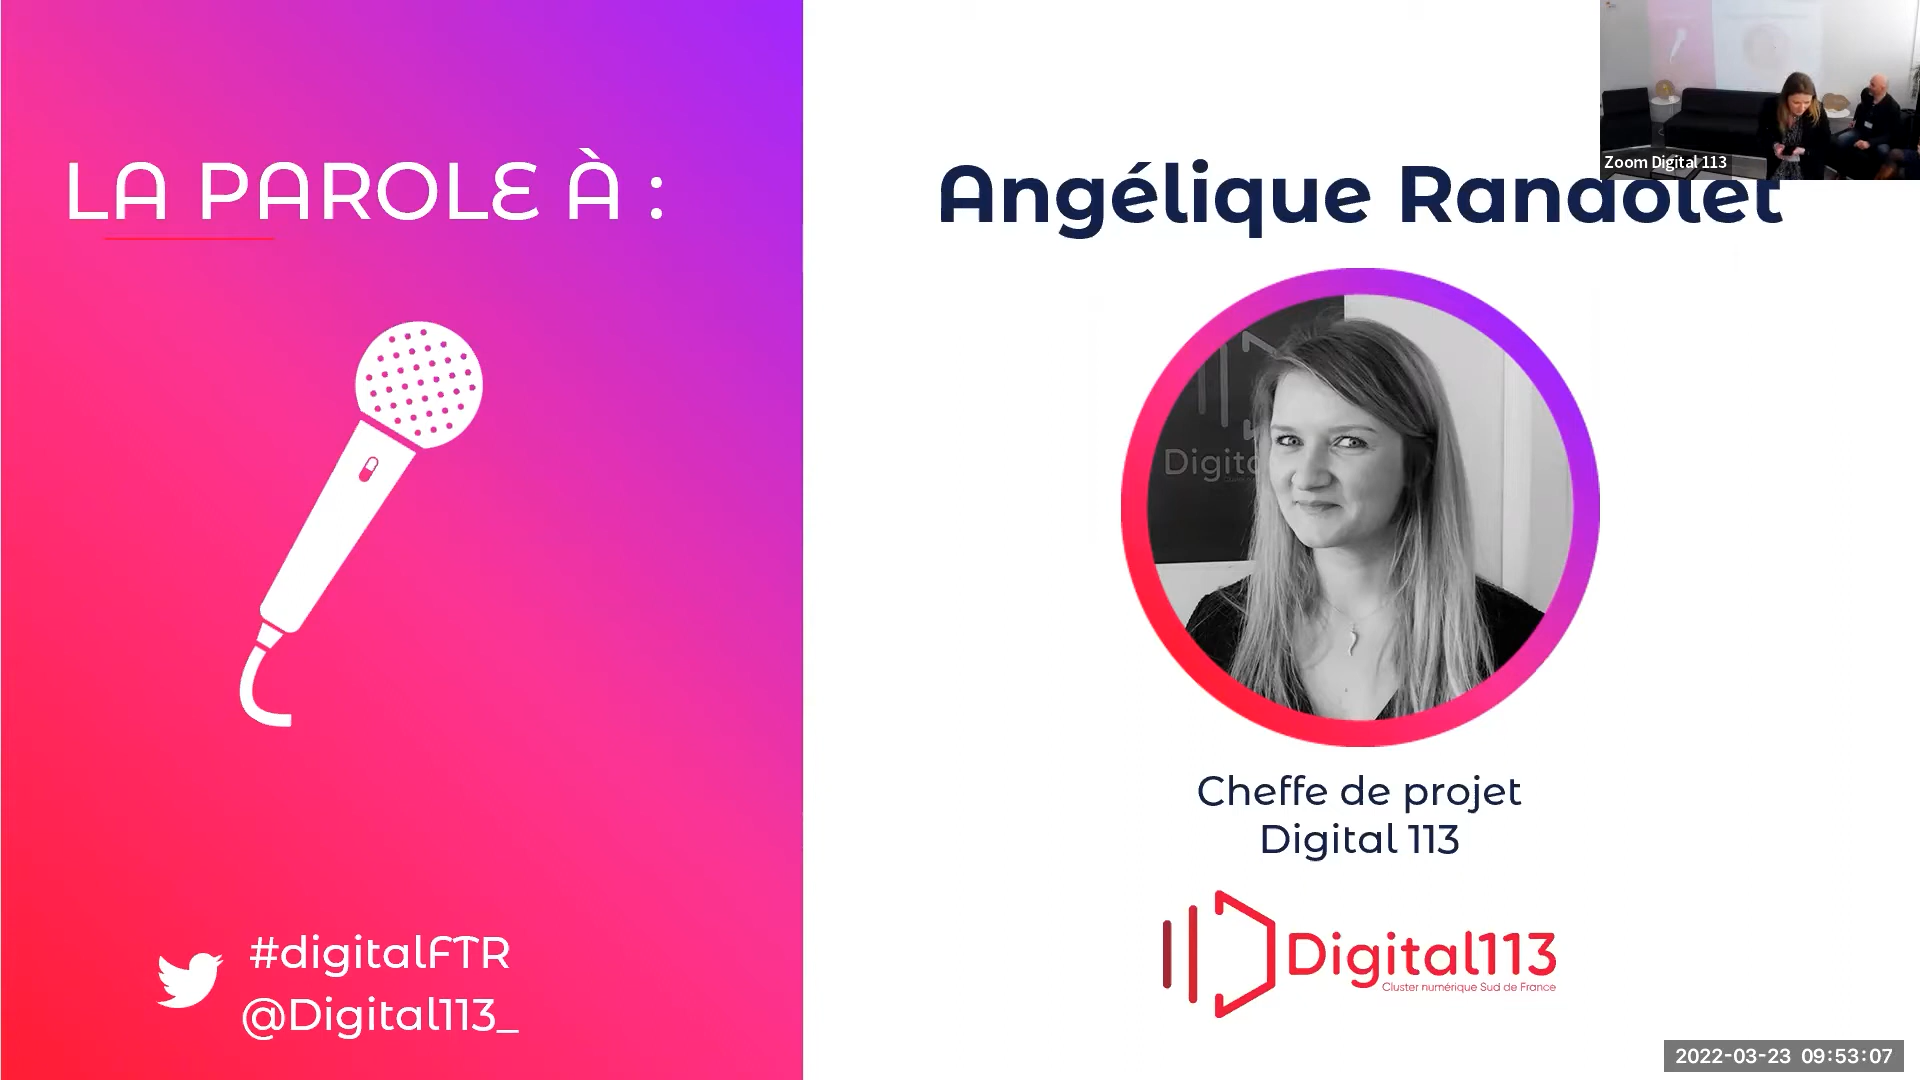 LA PAROLE À :
#digitalFTR
@Digital113_
Angélique Randolet
Digital
Cheffe de projet
Digital 113
Digital113
Cluster numérique Sud de France
Zoom Digital 113
2022-03-23 09:53:07